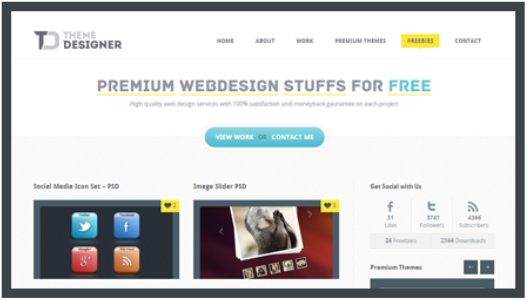 THEME
DESIGNER
HOME ABOUT WORK PREMIUM THEMES FREEBIES CONTACT
PREMIUM WEBDESIGN STUFFS FOR FREE
High quality web design services with 100% satisfaction and moneyback gaurantee on each project
VIEW WORK OR CONTACT ME
Social Media Icon Set – PSD
2
Twitter
Facebook
Google+
Image Slider PSD
3
Get Social with Us
31 3747 4366
Likes Followers Subscribers
24 Freebies 2144 Downloads
Premium Themes